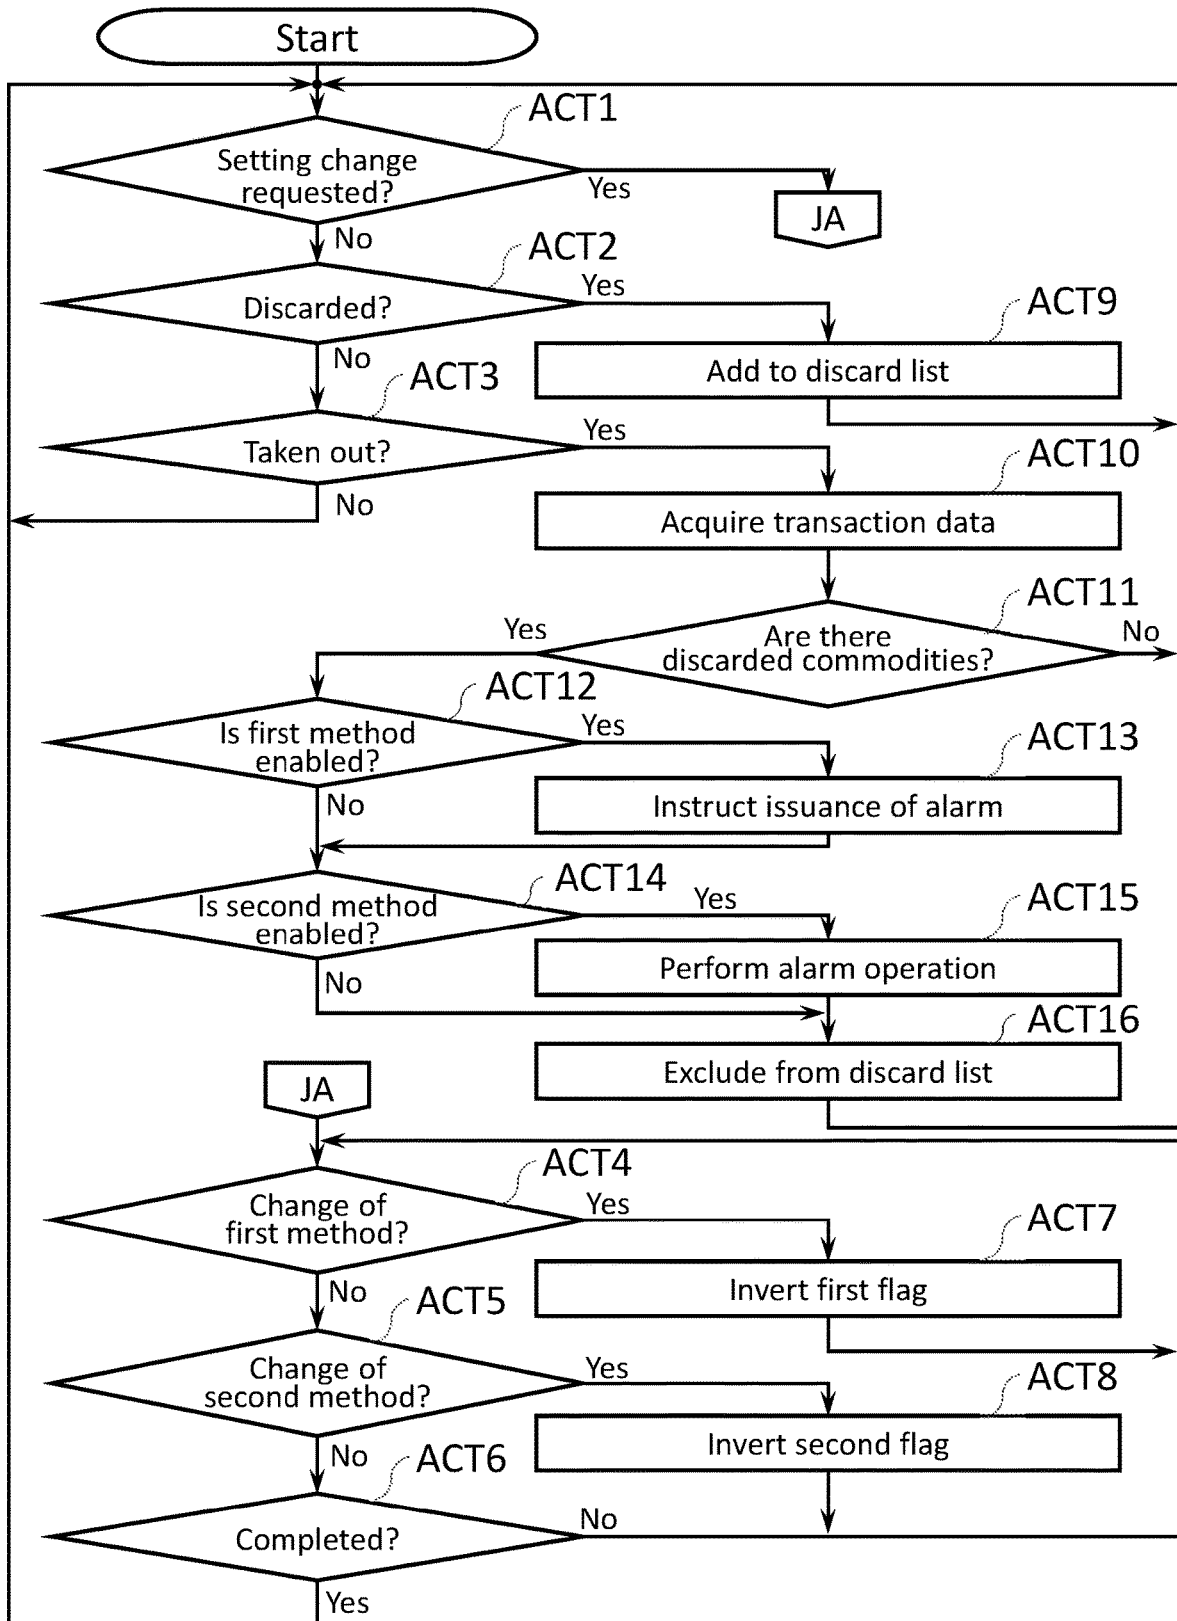 Start
ACT1
Setting change
requested?
Yes
JA
No
ACT2
Discarded?
Yes
ACT9
Add to discard list
No
ACT3
Taken out?
Yes
ACT10
Acquire transaction data
No
ACT11
Are there
discarded commodities?
Yes
No
ACT12
Is first method
enabled?
Yes
ACT13
Instruct issuance of alarm
No
ACT14
Is second method
enabled?
Yes
ACT15
Perform alarm operation
No
ACT16
Exclude from discard list
JA
ACT4
Change of
first method?
Yes
ACT7
Invert first flag
No
ACT5
Change of
second method?
Yes
ACT8
Invert second flag
No
ACT6
Completed?
No
Yes